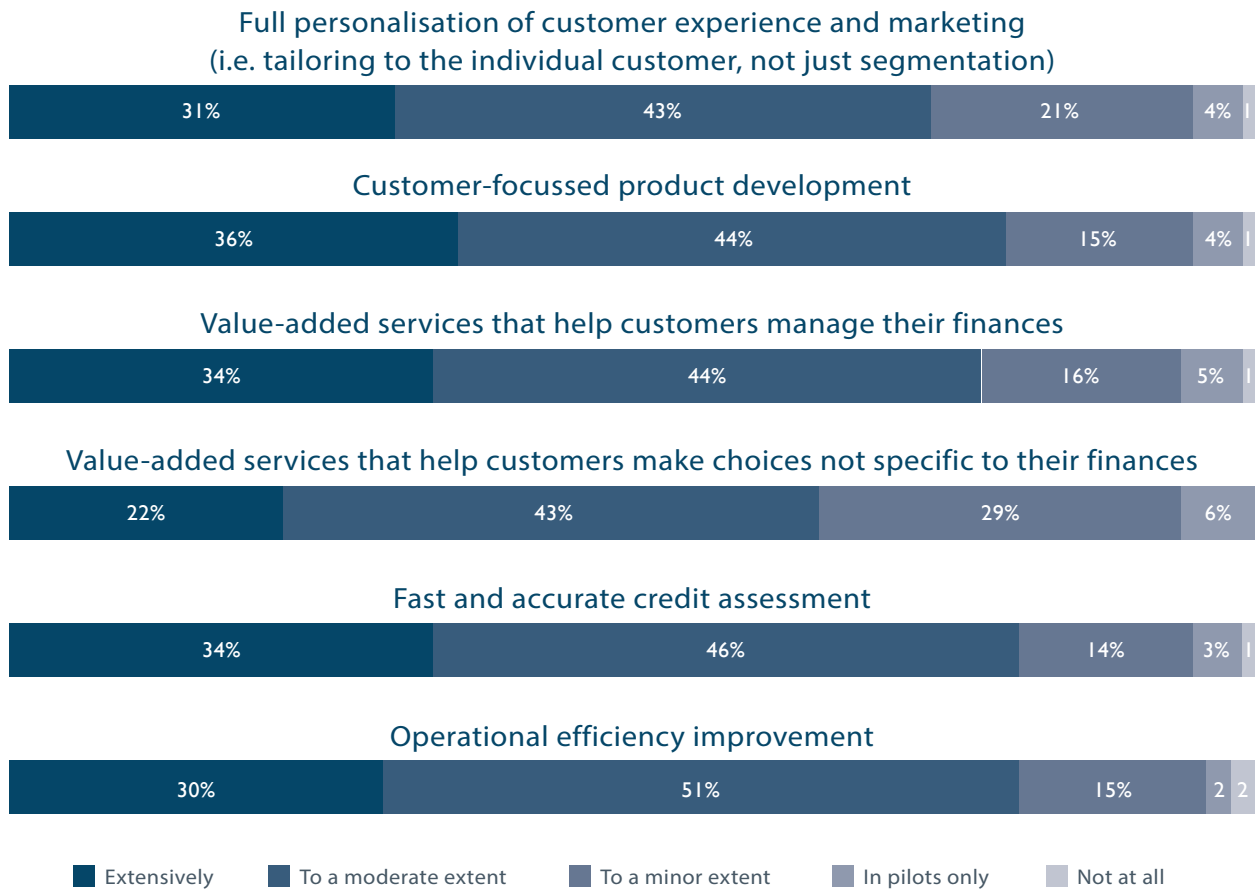 Full personalisation of customer experience and marketing
(i.e. tailoring to the individual customer, not just segmentation)
31% 43% 21% 4% 1
Customer-focussed product development
36% 44% 15% 4% 1
Value-added services that help customers manage their finances
34% 44% 16% 5% 1
Value-added services that help customers make choices not specific to their finances
22% 43% 29% 6%
Fast and accurate credit assessment
34% 46% 14% 3% 1
Operational efficiency improvement
30% 51% 15% 2 2
Extensively To a moderate extent To a minor extent In pilots only Not at all